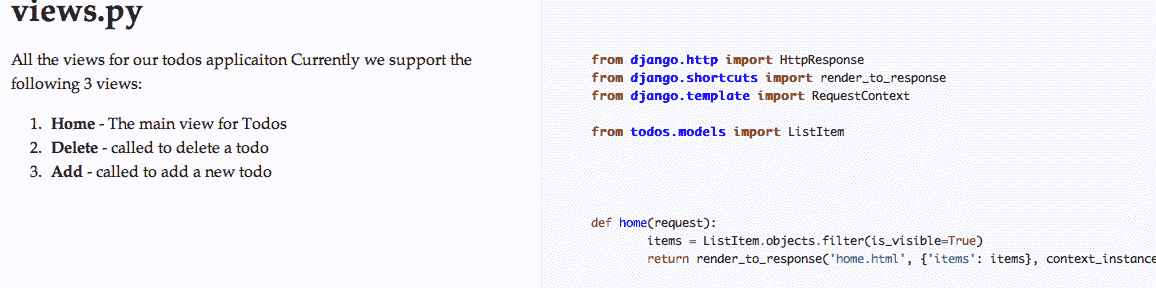 views.py
All the views for our todos applicaiton Currently we support the
following 3 views:
1. Home - The main view for Todos
2. Delete - called to delete a todo
3. Add - called to add a new todo
from django.http import HttpResponse
from django.shortcuts import render_to_response
from django.template import RequestContext
from todos.models import ListItem
def home(request):
items = ListItem.objects.filter(is_visible=True)
return render_to_response('home.html', {'items': items}, context_instance